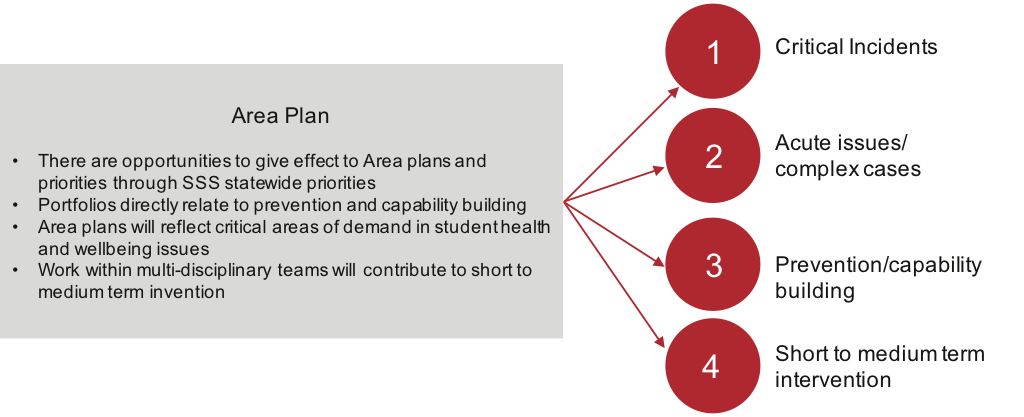 Area Plan
• There are opportunities to give effect to Area plans and
priorities through SSS statewide priorities
• Portfolios directly relate to prevention and capability building
• Area plans will reflect critical areas of demand in student health
and wellbeing issues
• Work within multi-disciplinary teams will contribute to short to
medium term invention
1
Critical Incidents
2
Acute issues/
complex cases
3
Prevention/capability
building
4
Short to medium term
intervention